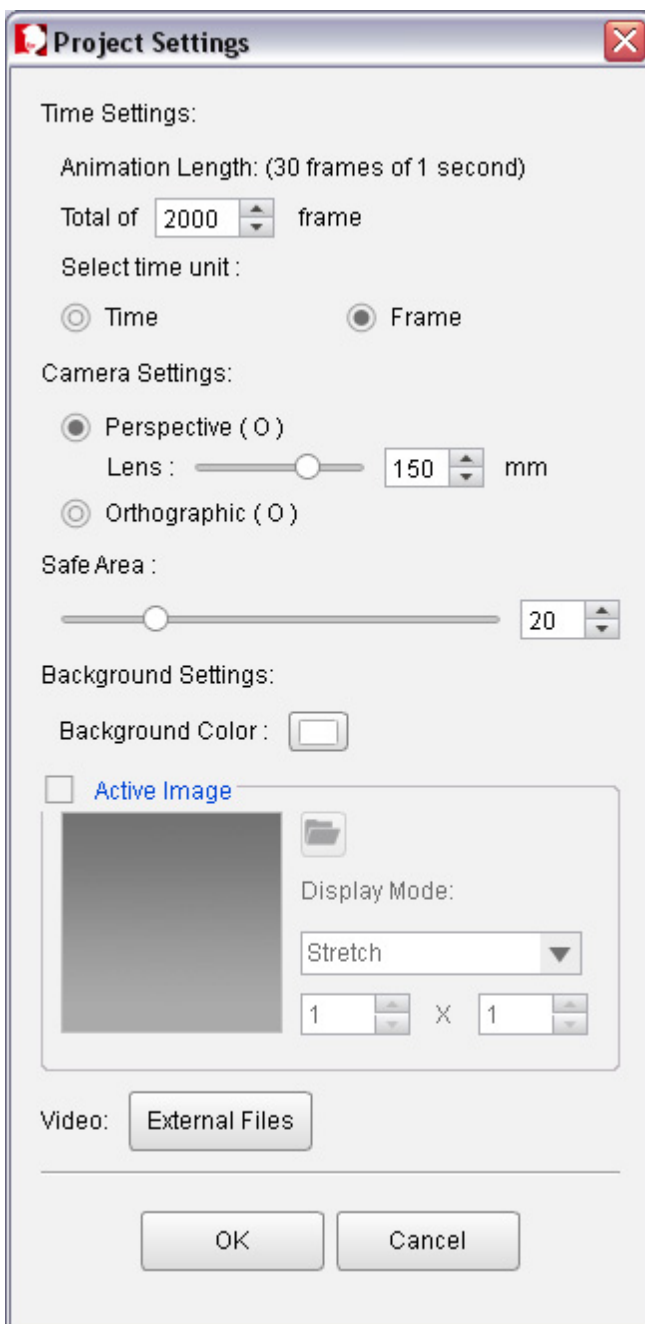 Project Settings
Time Settings:
Animation Length: (30 frames of 1 second)
Total of 2000 frame
Select time unit :
Time Frame
Camera Settings:
Perspective ( O )
Lens : 150 mm
Orthographic ( O )
Safe Area :
20
Background Settings:
Background Color :
Active Image
Display Mode:
Stretch
1 X 1
Video: External Files
OK Cancel